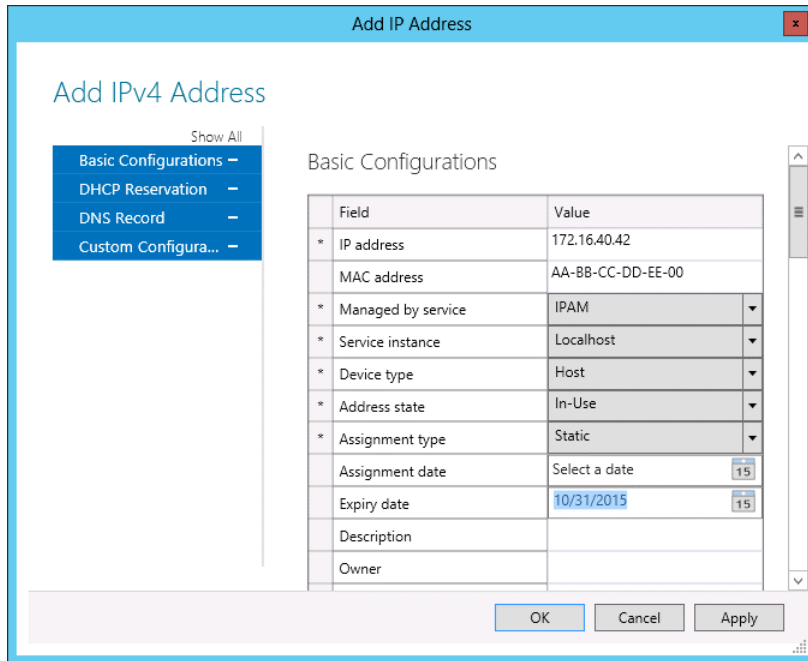 Add IP Address
x
Add IPv4 Address
Show All
Basic Configurations
DHCP Reservation
DNS Record
Custom Configura...
Basic Configurations
Field Value
* IP address 172.16.40.42
MAC address AA-BB-CC-DD-EE-00
* Managed by service IPAM
* Service instance Localhost
* Device type Host
* Address state In-Use
* Assignment type Static
Assignment date Select a date 15
Expiry date 10/31/2015 15
Description
Owner
OK Cancel Apply